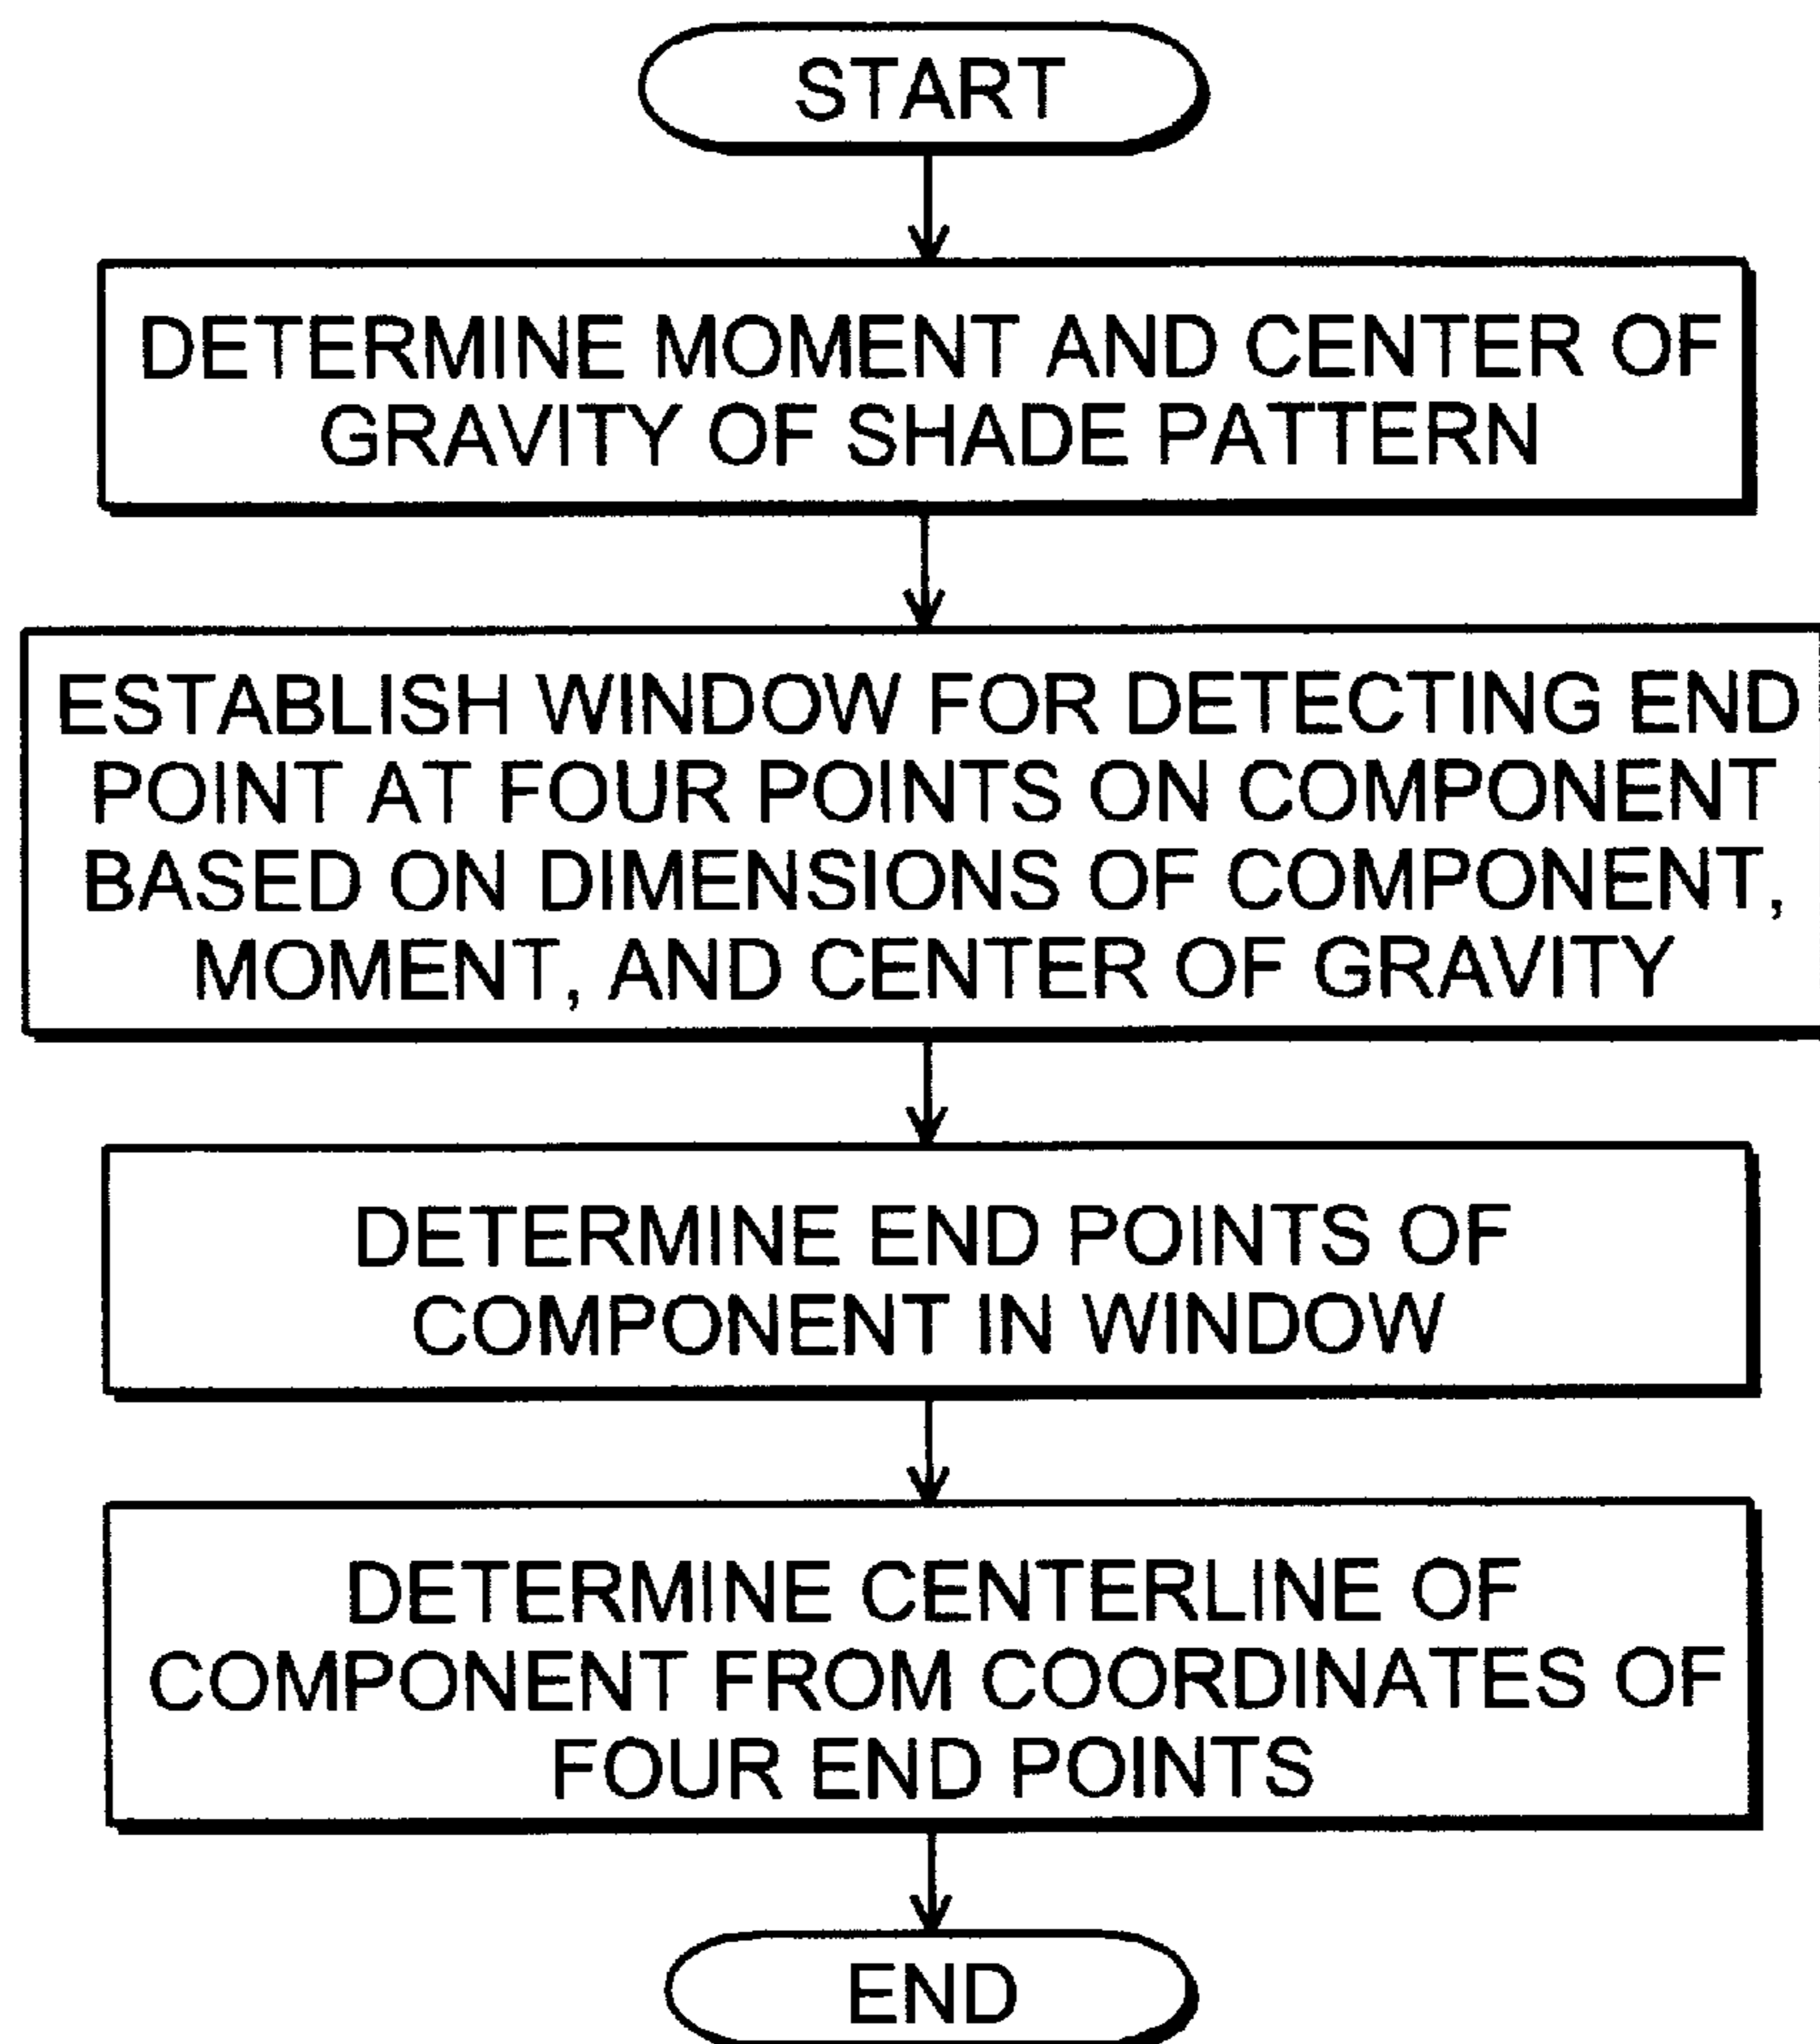 START
DETERMINE MOMENT AND CENTER OF
GRAVITY OF SHADE PATTERN
ESTABLISH WINDOW FOR DETECTING END
POINT AT FOUR POINTS ON COMPONENT
BASED ON DIMENSIONS OF COMPONENT,
MOMENT, AND CENTER OF GRAVITY
DETERMINE END POINTS OF
COMPONENT IN WINDOW
DETERMINE CENTERLINE OF
COMPONENT FROM COORDINATES OF
FOUR END POINTS
END